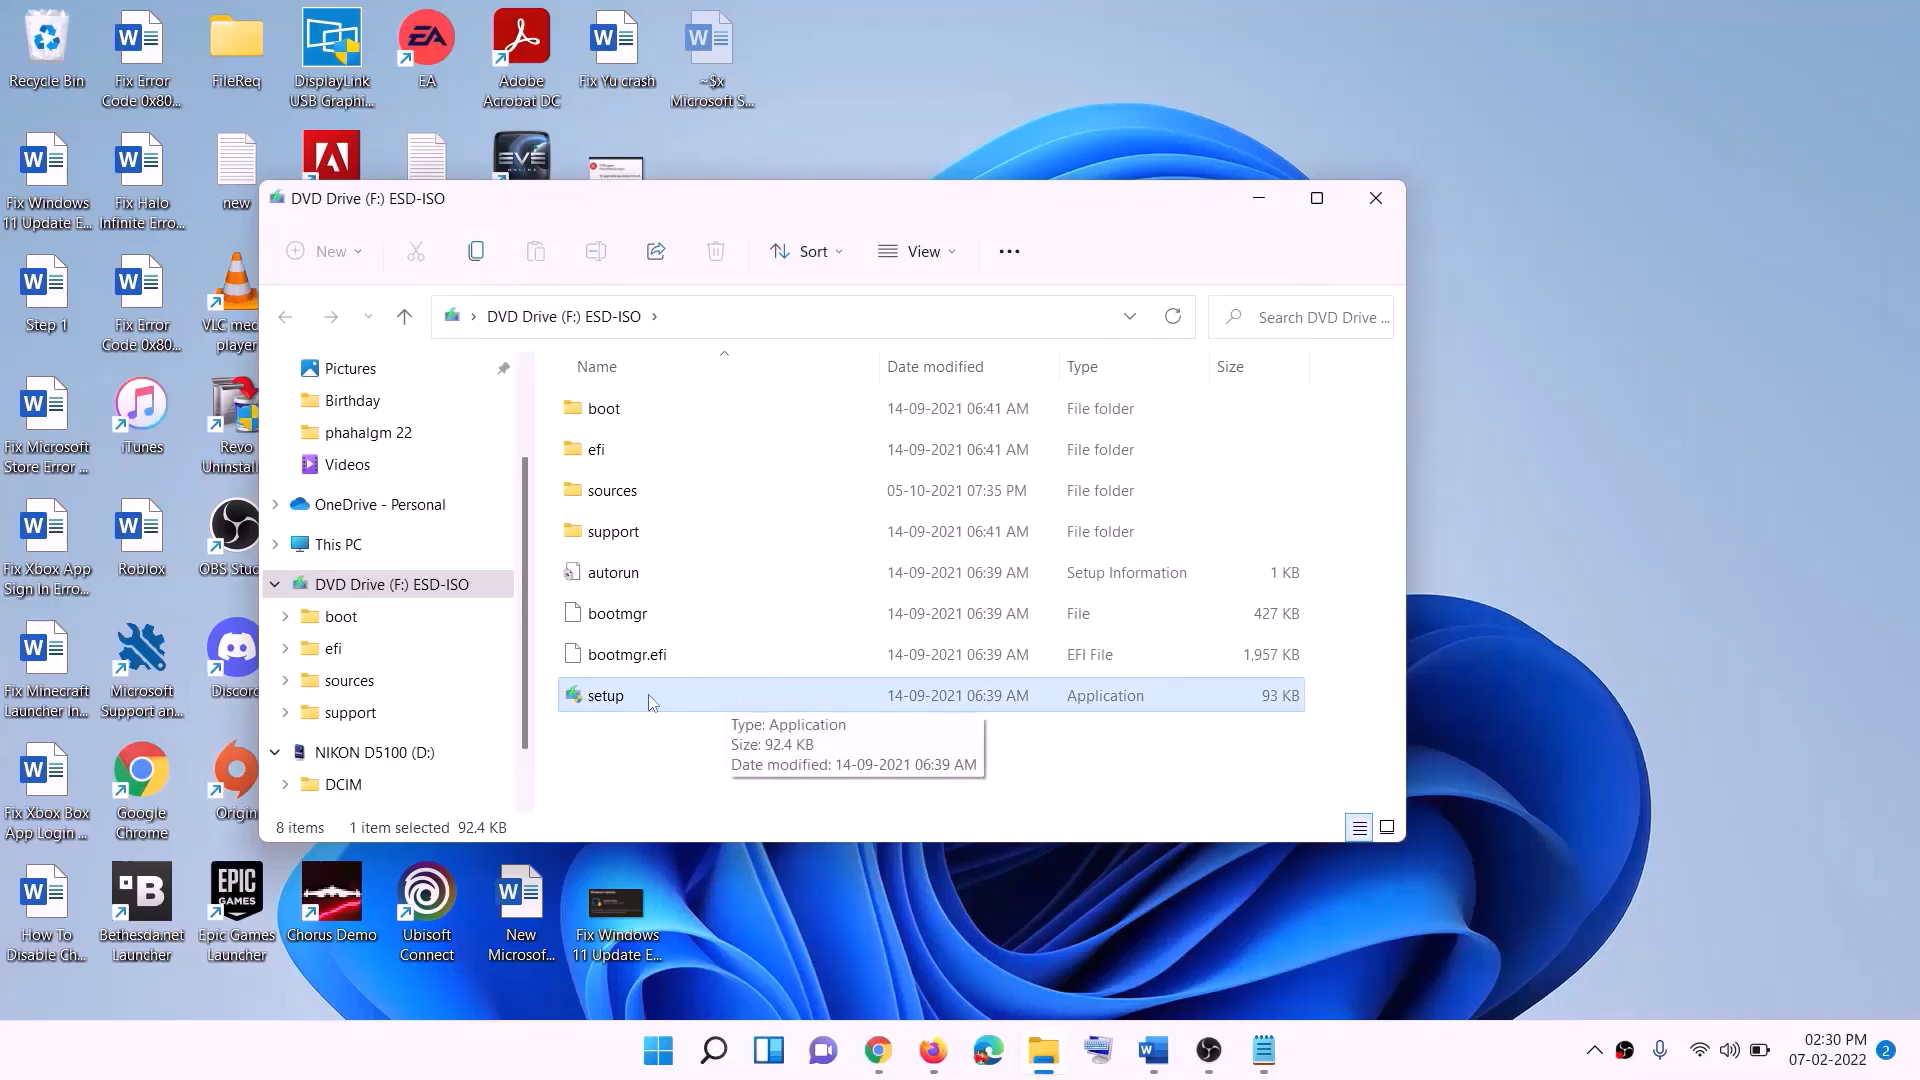 Recycle Bin
Fix Error
Code 0x80...
FileReq
DisplayLink
USB Graphi...
EA
Adobe
Acrobat DC
Fix Yu crash
~$x
Microsoft S...
Fix Windows
11 Update E...
Fix Halo
Infinite Erro...
new
EVE
ONLINE
DVD Drive (F:) ESD-ISO
New
Sort
View
DVD Drive (F:) ESD-ISO
Search DVD Drive ...
Step 1
Fix Error
Code 0x80...
VLC med
player
Fix Microsoft
Store Error ...
iTunes
Revo
Uninstall
Fix Xbox App
Sign In Erro...
Roblox
OBS Stud
Fix Minecraft
Launcher In...
Microsoft
Support an...
Discord
Fix Xbox Box
App Login ...
Google
Chrome
Origin
Pictures
Birthday
phahalgm 22
Videos
OneDrive - Personal
This PC
DVD Drive (F:) ESD-ISO
boot
efi
sources
support
NIKON D5100 (D:)
DCIM
Name Date modified Type Size
boot 14-09-2021 06:41 AM File folder
efi 14-09-2021 06:41 AM File folder
sources 05-10-2021 07:35 PM File folder
support 14-09-2021 06:41 AM File folder
autorun 14-09-2021 06:39 AM Setup Information 1 KB
bootmgr 14-09-2021 06:39 AM File 427 KB
bootmgr.efi 14-09-2021 06:39 AM EFI File 1,957 KB
setup 14-09-2021 06:39 AM Application 93 KB
Type: Application
Size: 92.4 KB
Date modified: 14-09-2021 06:39 AM
8 items 1 item selected 92.4 KB
How To
Disable Ch...
Bethesda.net
Launcher
EPIC
GAMES
Epic Games
Launcher
Chorus Demo
Ubisoft
Connect
New
Microsof...
Fix Windows
11 Update E...
02:30 PM
07-02-2022
2